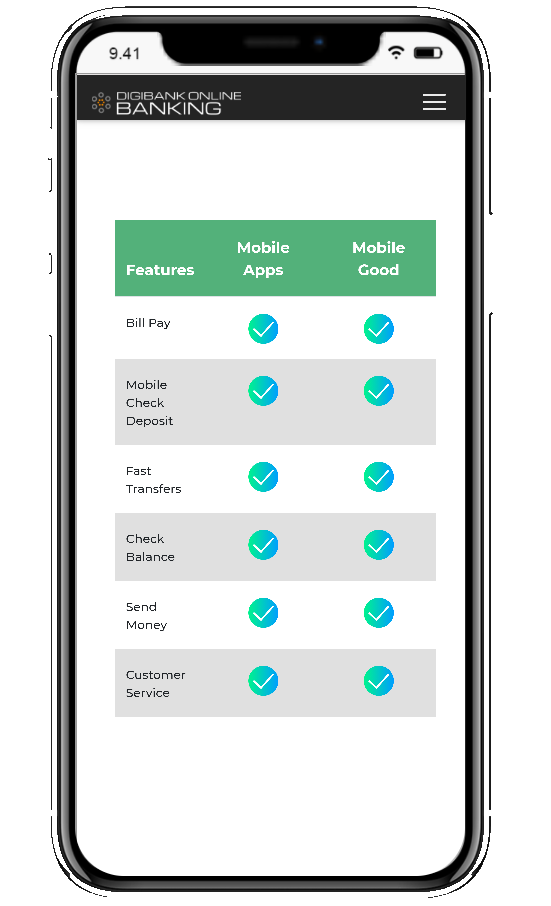 9.41
DIGIBANK ONLINE
BANKING
Features
Mobile
Apps
Mobile
Good
Bill Pay
Mobile
Check
Deposit
Fast
Transfers
Check
Balance
Send
Money
Customer
Service